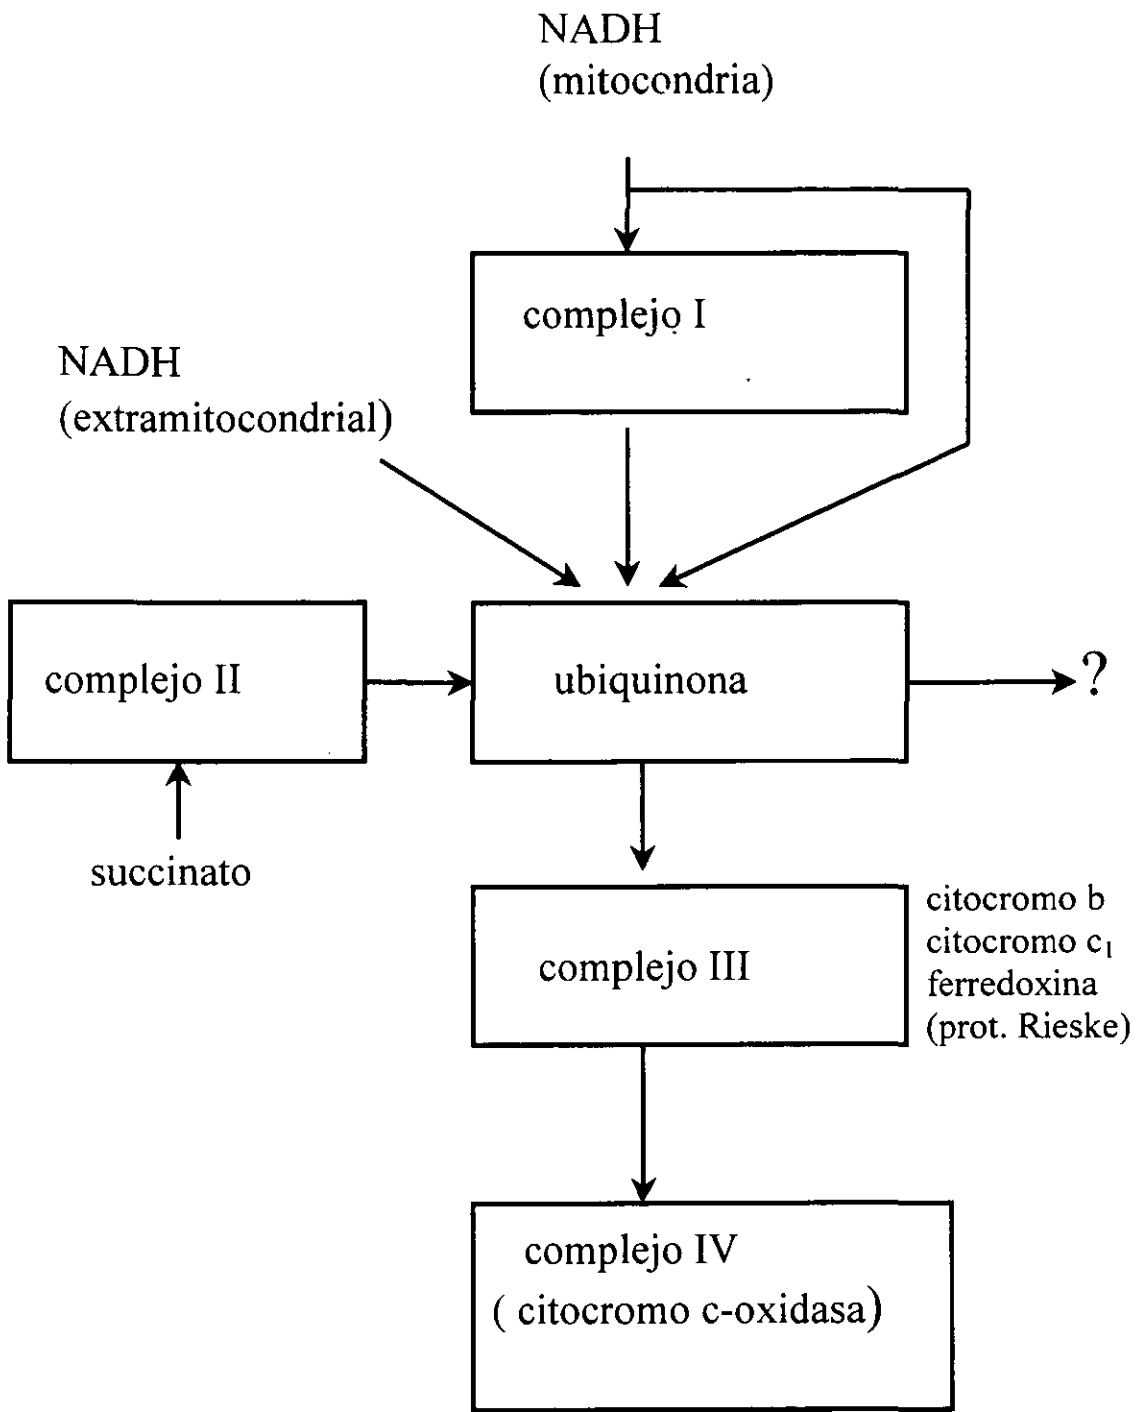 NADH
(mitocondria)
complejo I
NADH
(extramitocondrial)
complejo II
ubiquinona
?
succinato
complejo III
citocromo b
citocromo c₁
ferredoxina
(prot. Rieske)
complejo IV
( citocromo c-oxidasa)